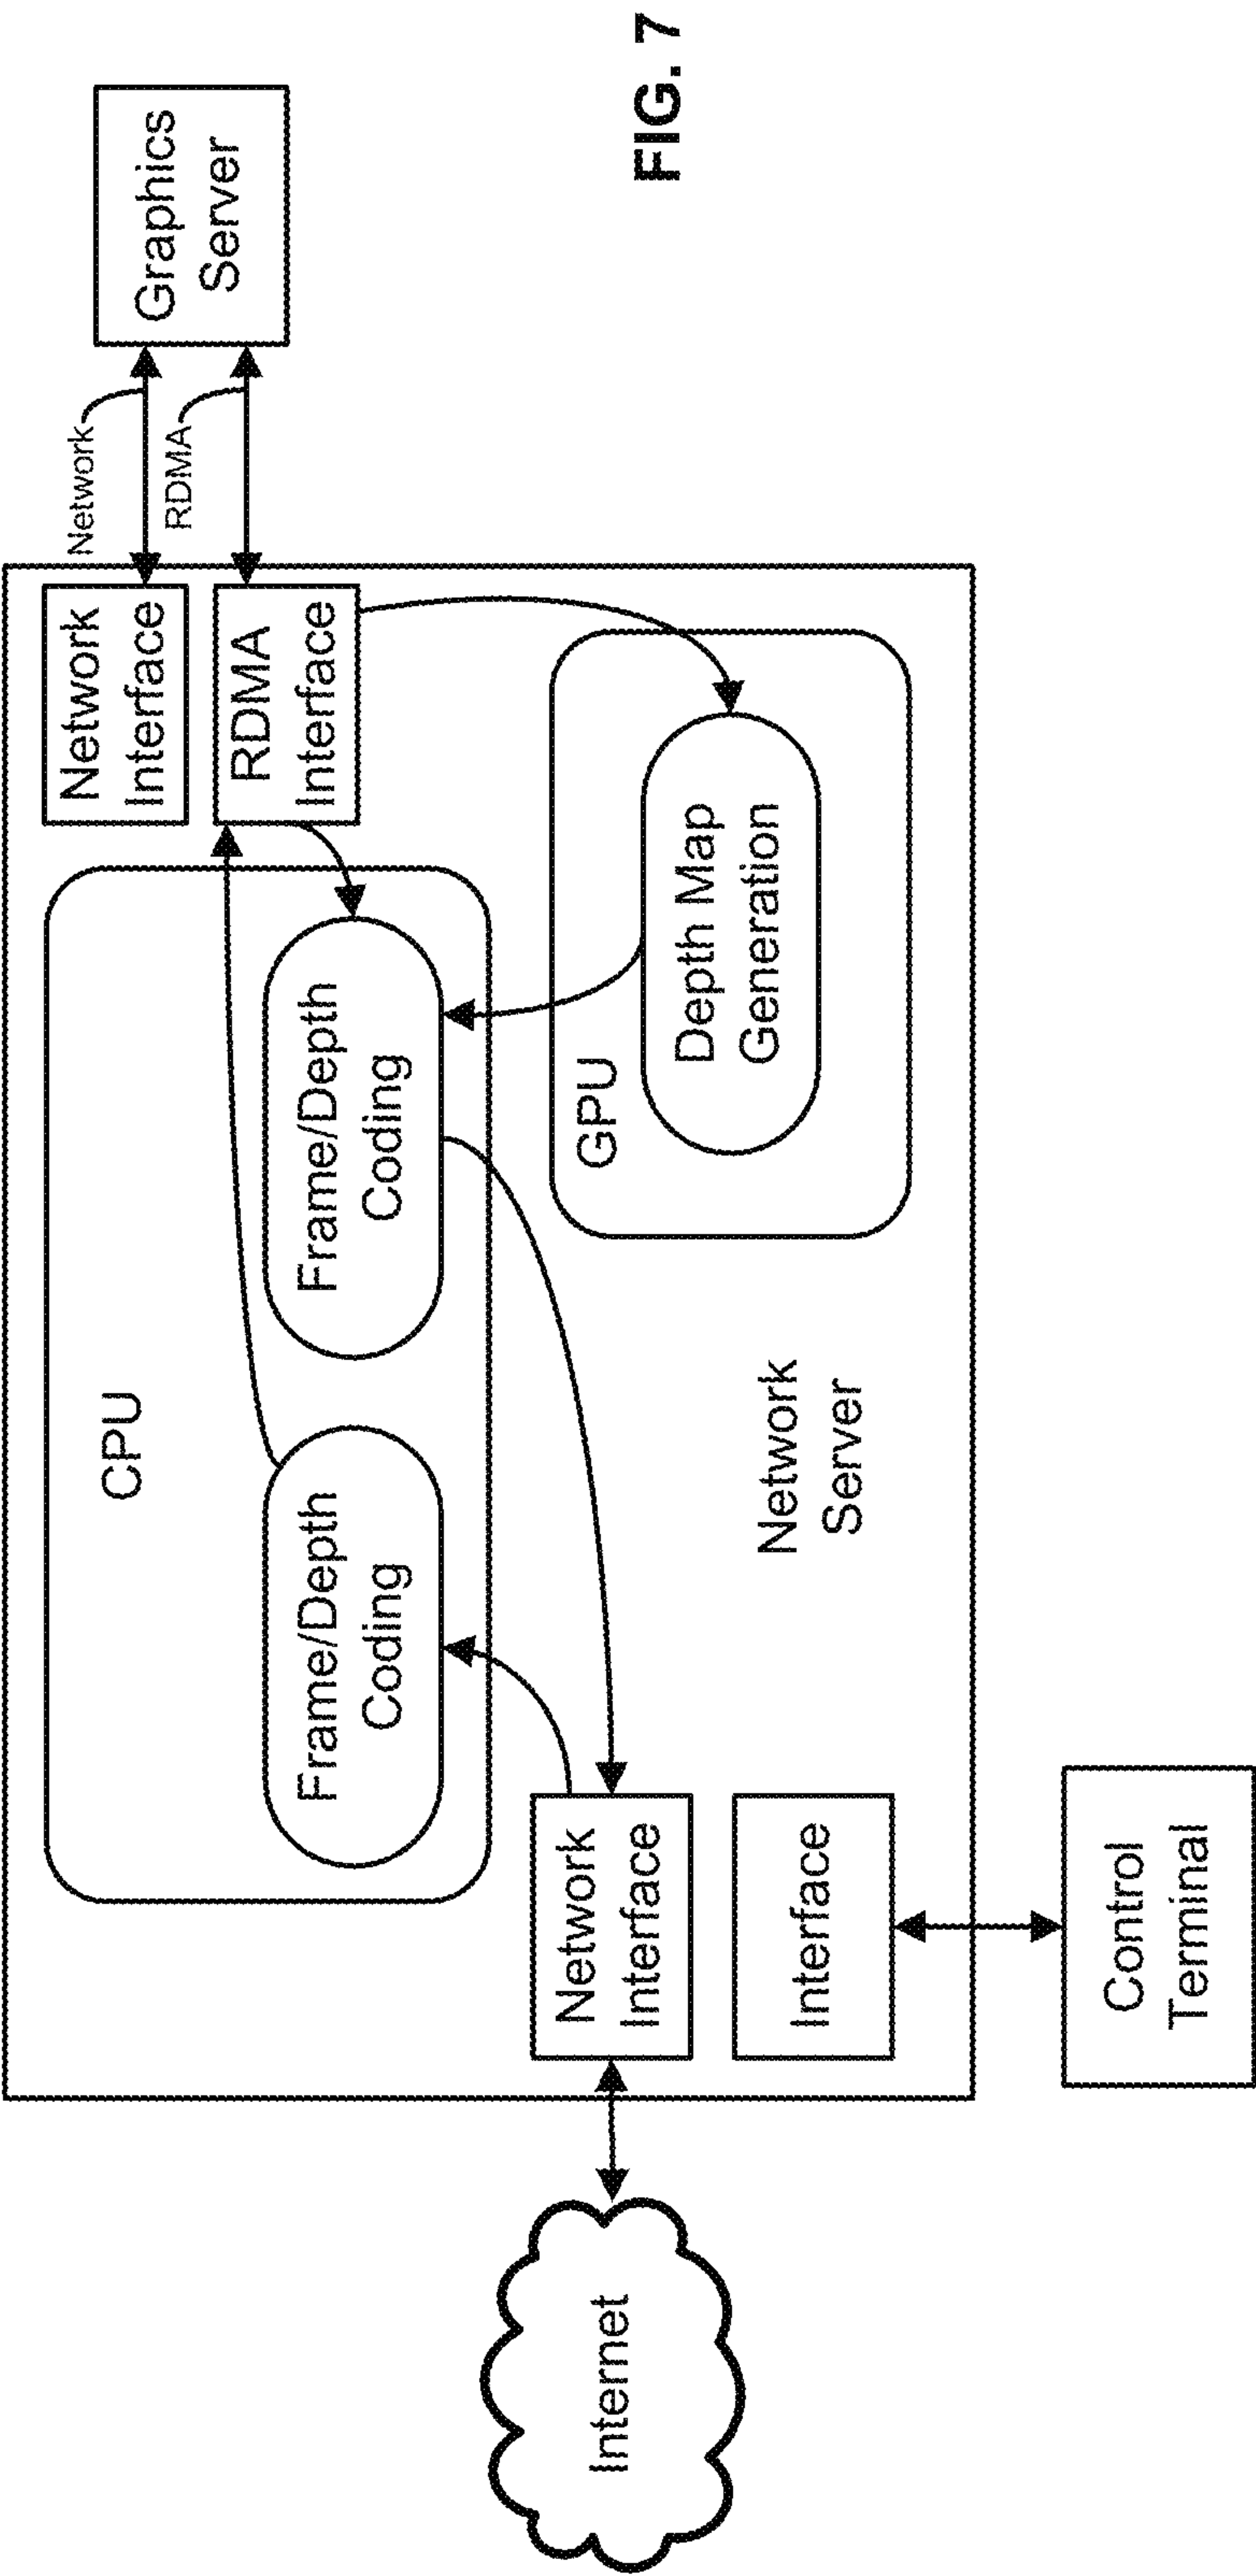 CPU
Frame/Depth
Coding
Frame/Depth
Coding
Network
Interface
RDMA
Interface
Network
RDMA
Graphics
Server
Internet
Network
Interface
GPU
Depth Map
Generation
Interface
Network
Server
Control
Terminal
FIG. 7